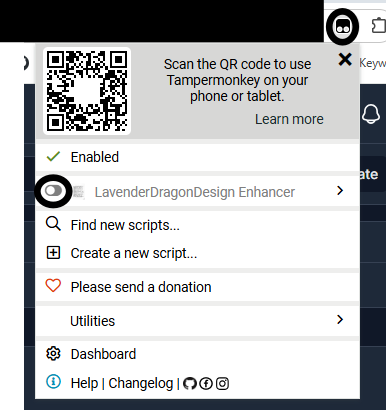 Scan the QR code to use
Tampermonkey on your
phone or tablet.
Learn more
Keyw
Enabled
ate
LavenderDragonDesign Enhancer
Find new scripts...
Create a new script...
Please send a donation
Utilities
Dashboard
Help | Changelog |